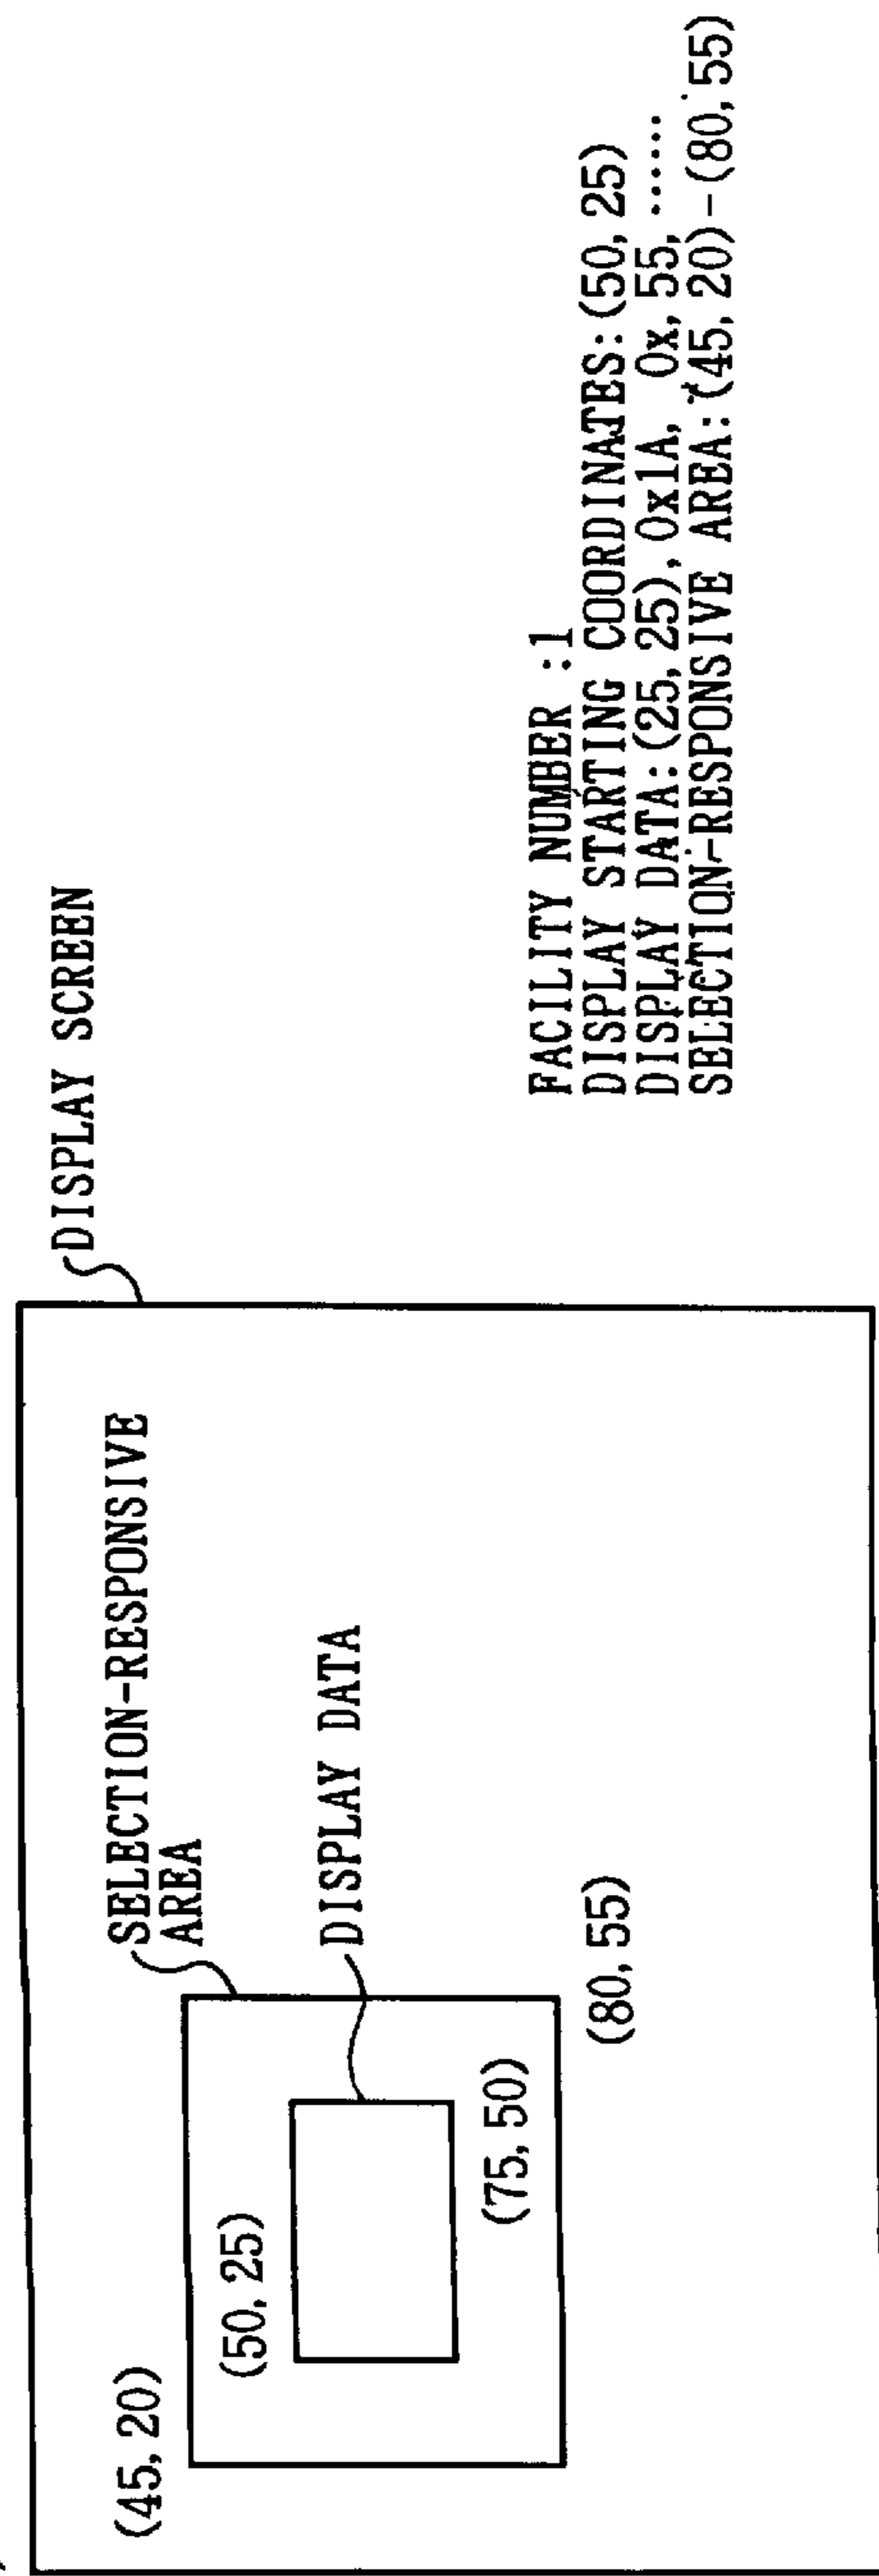 DISPLAY SCREEN
SELECTION-RESPONSIVE
AREA
(45, 20)
(50, 25)
DISPLAY DATA
(75, 50)
(80, 55)
FACILITY NUMBER :1
DISPLAY STARTING COORDINATES:(50, 25)
DISPLAY DATA:(25, 25), 0x1A, 0x, 55, ......
SELECTION-RESPONSIVE AREA:(45, 20)-(80, 55)